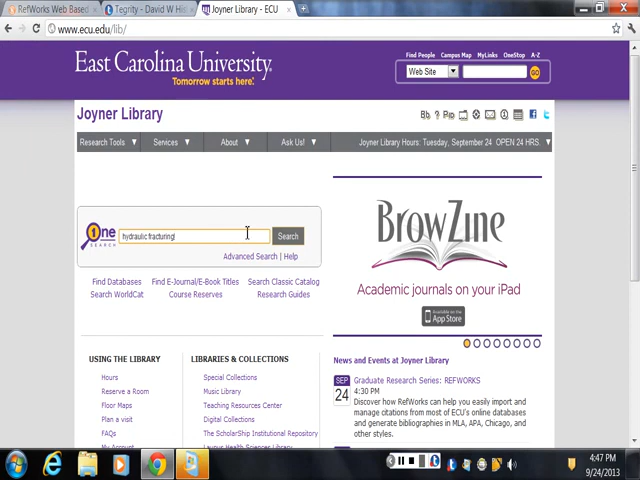 RefWorks Web Based
Tegrity - David W His
Joyner Library - ECU
www.ecu.edu/lib/
East Carolina University
Tomorrow starts here.
Find People Campus Map MyLinks OneStop A-Z
Web Site
GO
Joyner Library
Bb ?
Research Tools Services About Ask Us! Joyner Library Hours: Tuesday, September 24 OPEN 24 HRS.
One SEARCH
hydraulic fracturing
Search
Advanced Search | Help
Find Databases Find E-Journal/E-Book Titles Search Classic Catalog
Search WorldCat Course Reserves Research Guides
BrowZine
Academic journals on your iPad
Available on the
App Store
USING THE LIBRARY
Hours
Reserve a Room
Floor Maps
Plan a visit
FAQs
My Account
LIBRARIES & COLLECTIONS
Special Collections
Music Library
Teaching Resources Center
Digital Collections
The ScholarShip Institutional Repository
Laupus Health Sciences Library
News and Events at Joyner Library
SEP
24
Graduate Research Series: REFWORKS
4:30 PM
Discover how RefWorks can help you easily import and
manage citations from most of ECU's online databases
and generate bibliographies in MLA, APA, Chicago, and
other styles.
4:47 PM
9/24/2013